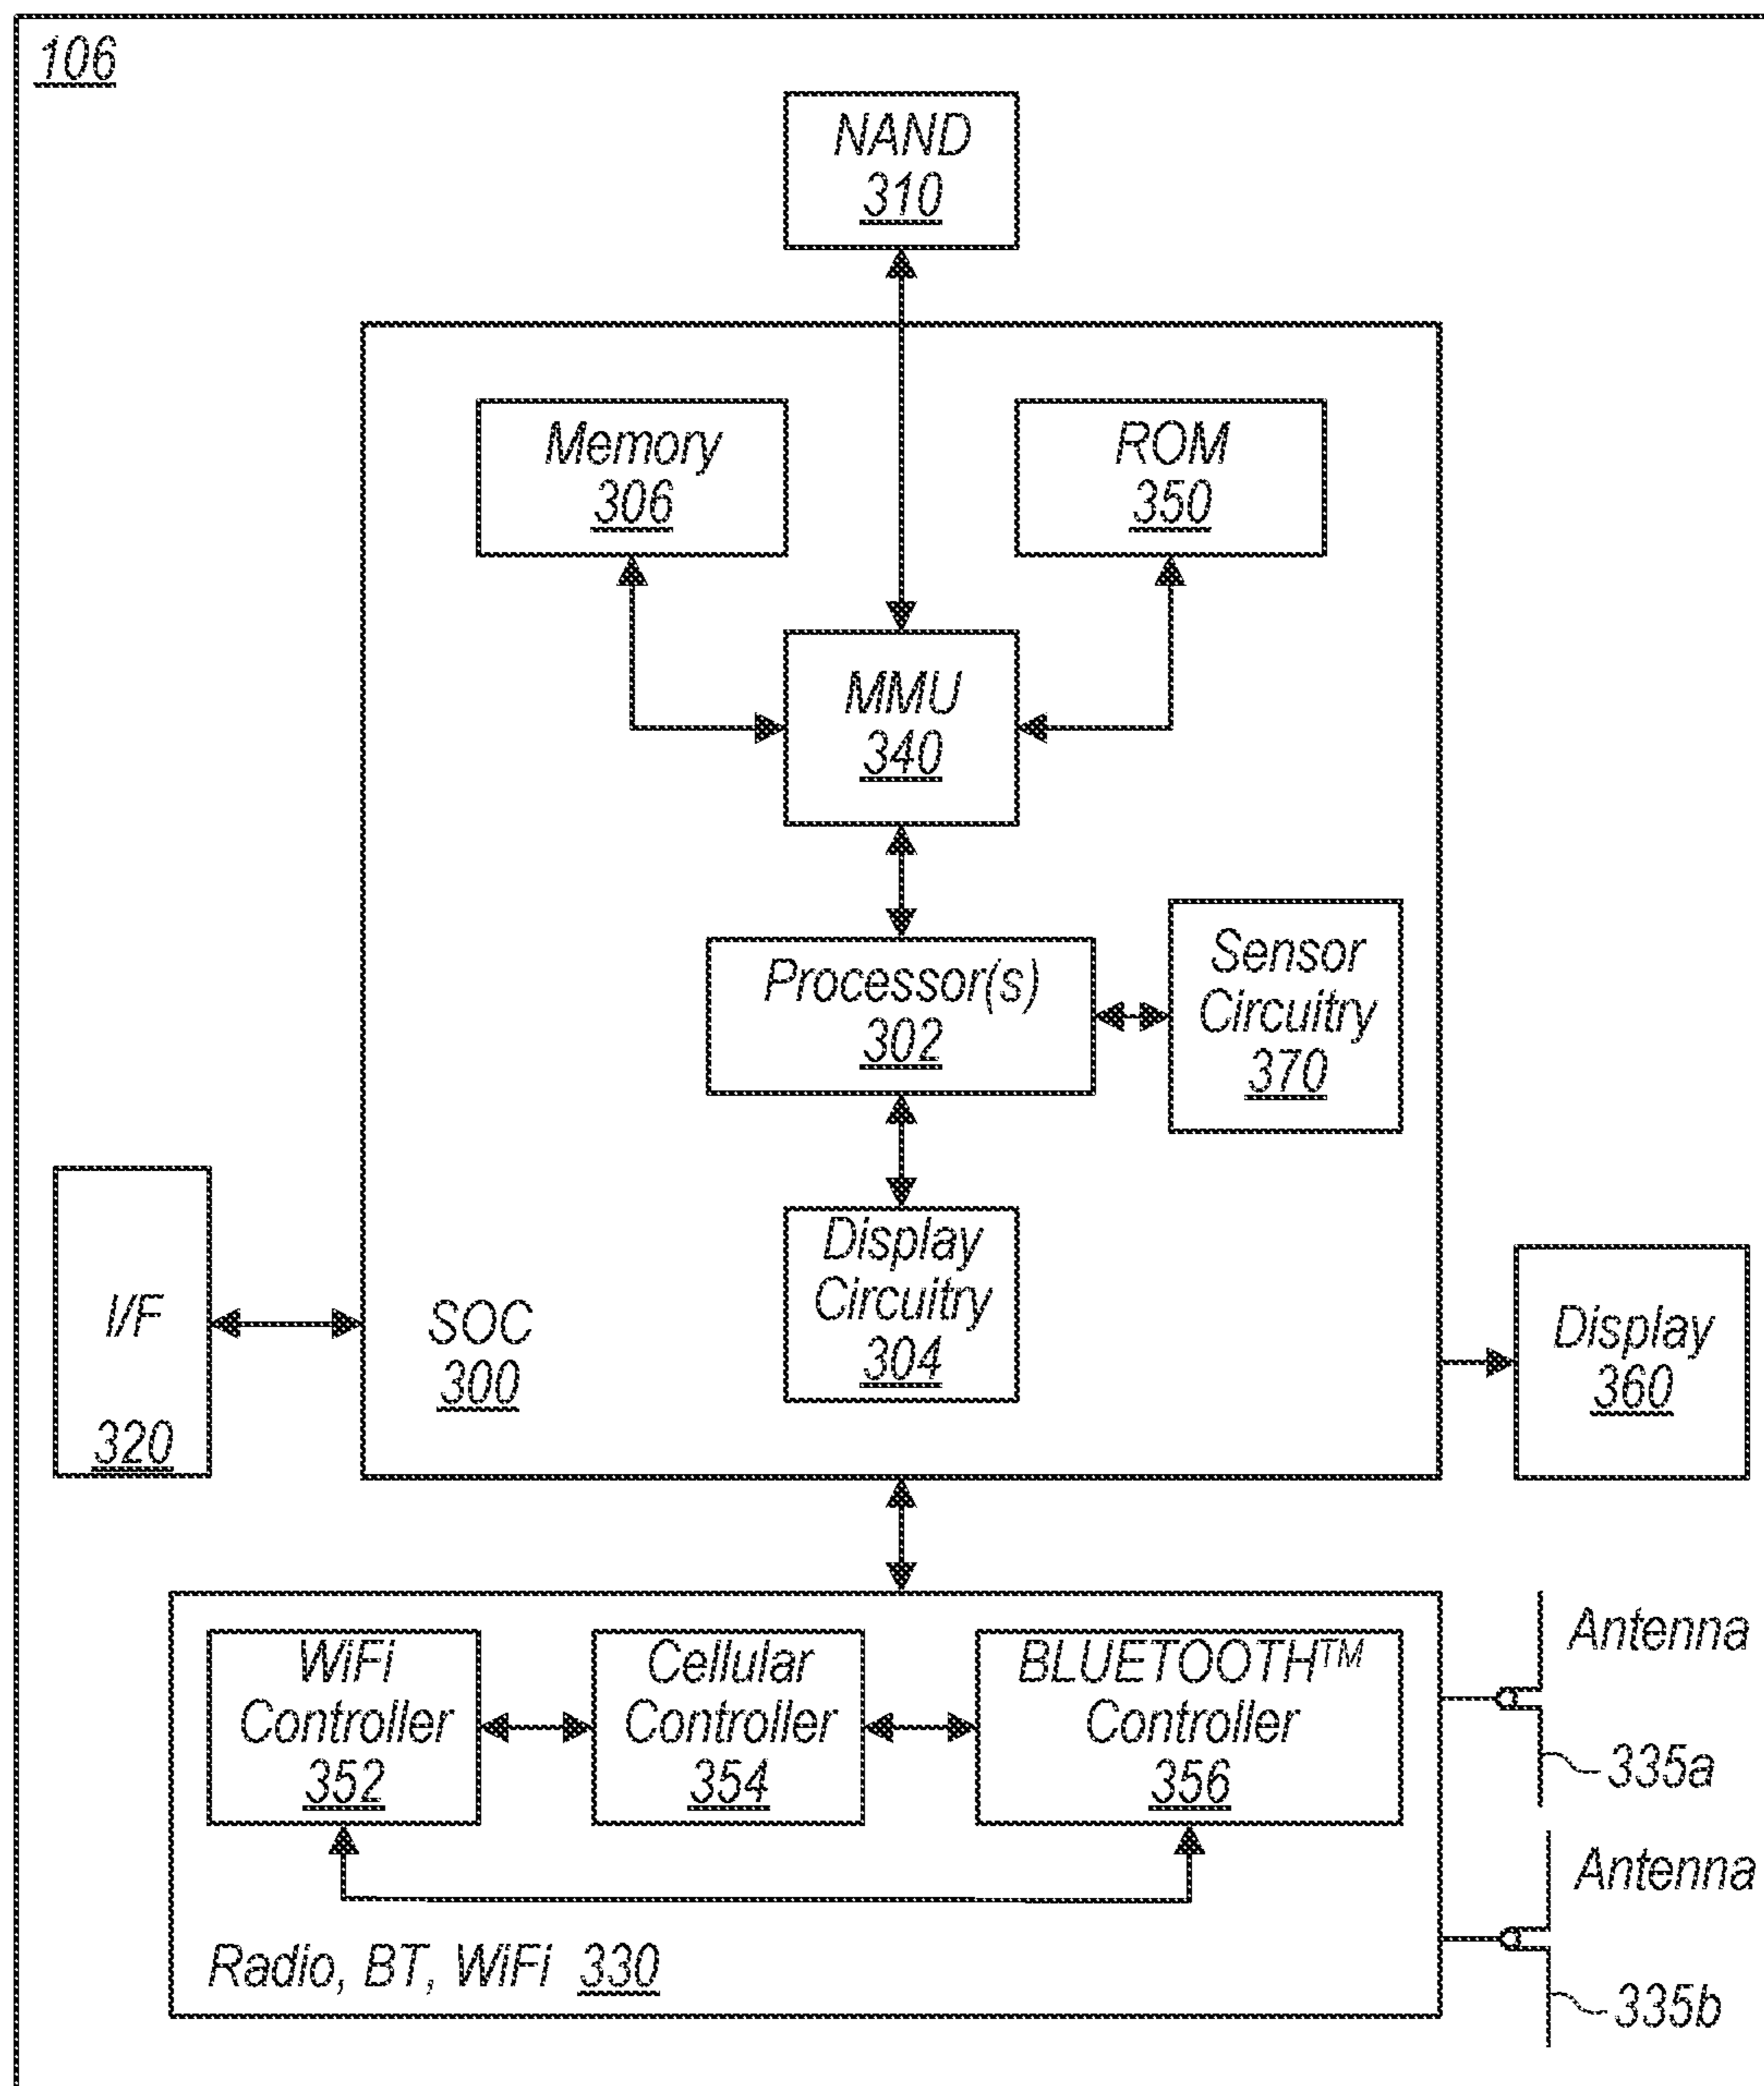 106
NAND
310
Memory
306
ROM
350
MMU
340
Processor(s)
302
Sensor
Circuitry
370
Display
Circuitry
304
I/F
320
SOC
300
Display
360
WiFi
Controller
352
Cellular
Controller
354
BLUETOOTH™
Controller
356
Radio, BT, WiFi 330
Antenna
335a
Antenna
335b